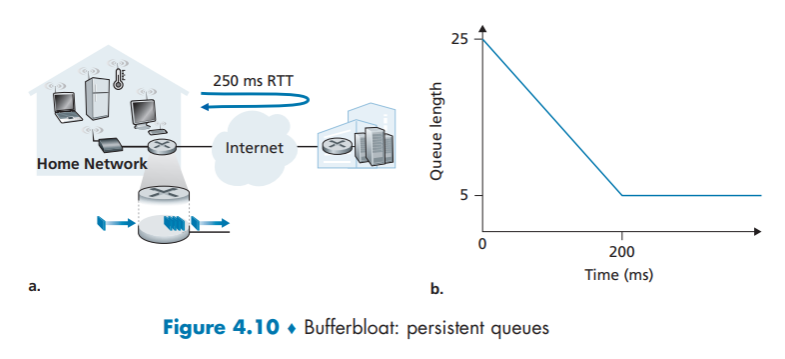 250 ms RTT
Internet
Home Network
a.
25
Queue length
5
0
200
Time (ms)
b.
Figure 4.10 ♦ Bufferbloat: persistent queues